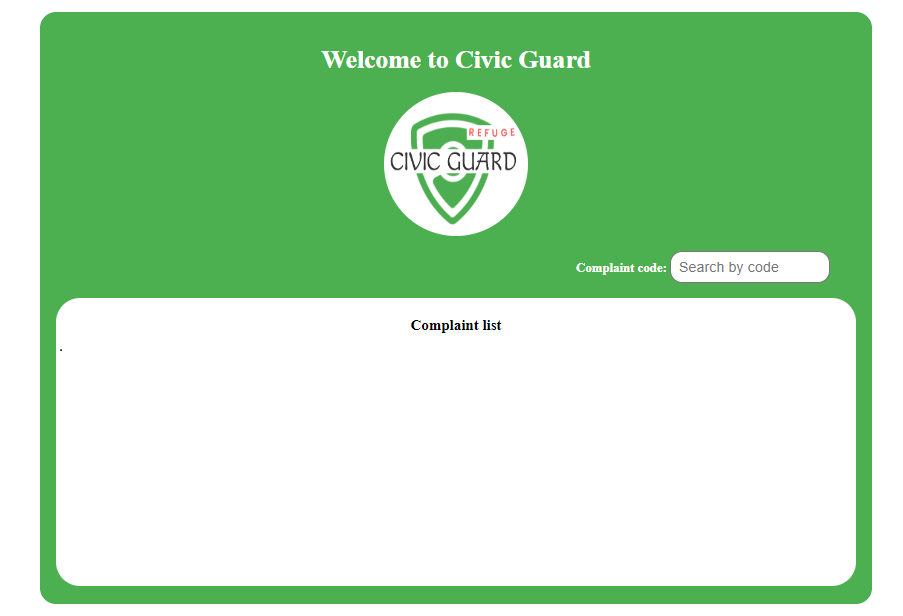 Welcome to Civic Guard
REFUGE
CIVIC GUARD
Complaint code: Search by code
Complaint list
.